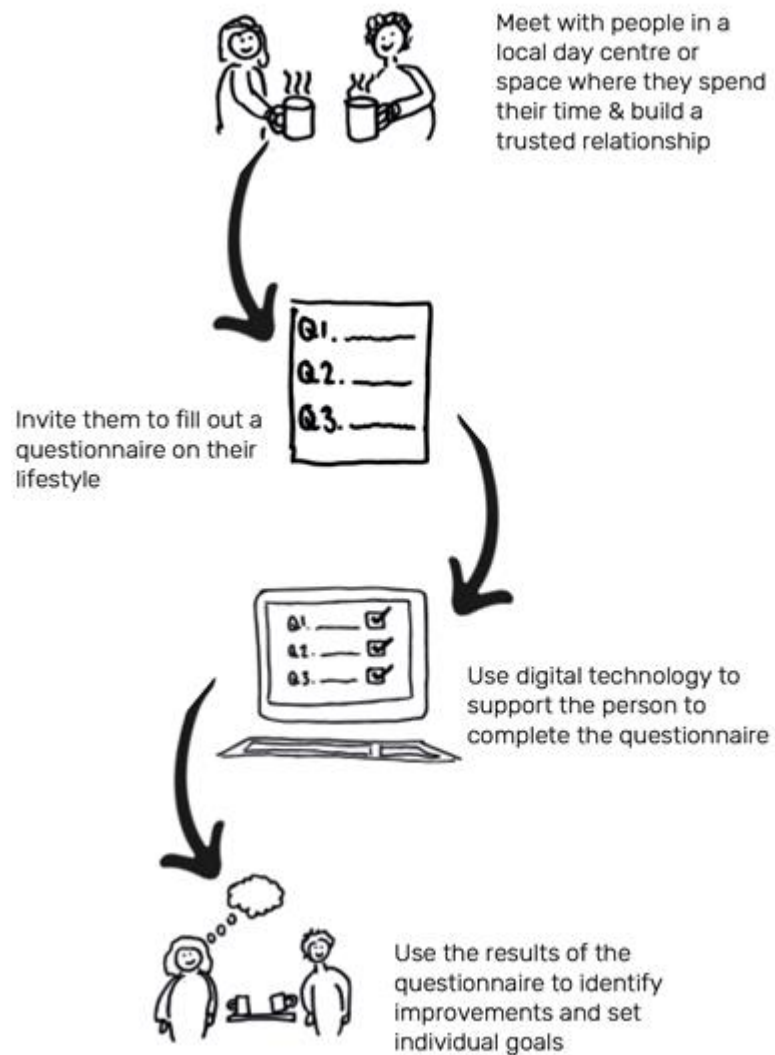 Meet with people in a
local day centre or
space where they spend
their time & build a
trusted relationship
Q1.
Q2.
Q3.
Invite them to fill out a
questionnaire on their
lifestyle
Q1.
Q2.
Q3.
Use digital technology to
support the person to
complete the questionnaire
Use the results of the
questionnaire to identify
improvements and set
individual goals